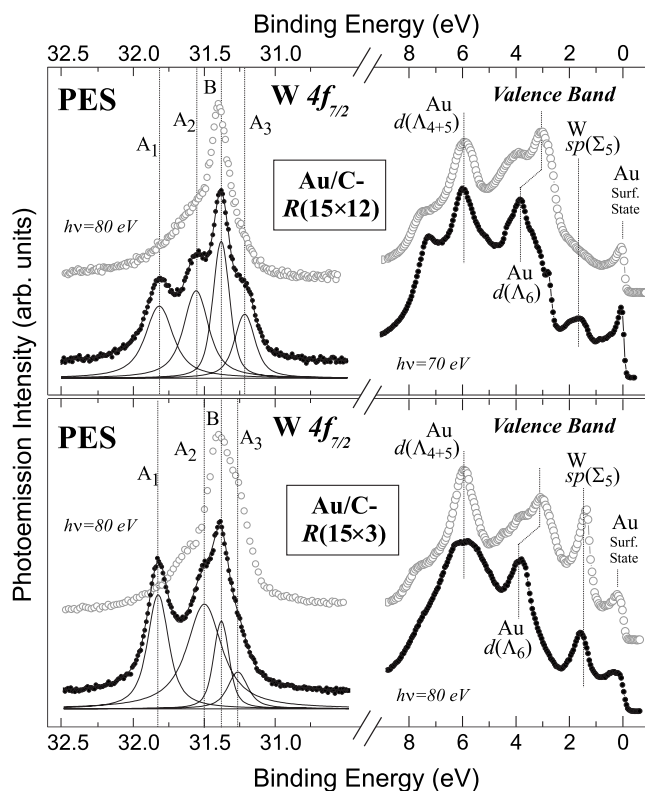 Binding Energy (eV)
32.5 32.0 31.5 31.0 8 6 4 2 0
PES
W 4f7/2
A1
A2
B
A3
hν=80 eV
Au/C-
R(15×12)
Valence Band
Au
d(Λ4+5)
W
sp(Σ5)
Au
Surf.
State
Au
d(Λ6)
hν=70 eV
Photoemission Intensity (arb. units)
PES
W 4f7/2
A1
A2
B
A3
hν=80 eV
Au/C-
R(15×3)
Valence Band
Au
d(Λ4+5)
W
sp(Σ5)
Au
Surf.
State
Au
d(Λ6)
hν=80 eV
32.5 32.0 31.5 31.0 8 6 4 2 0
Binding Energy (eV)